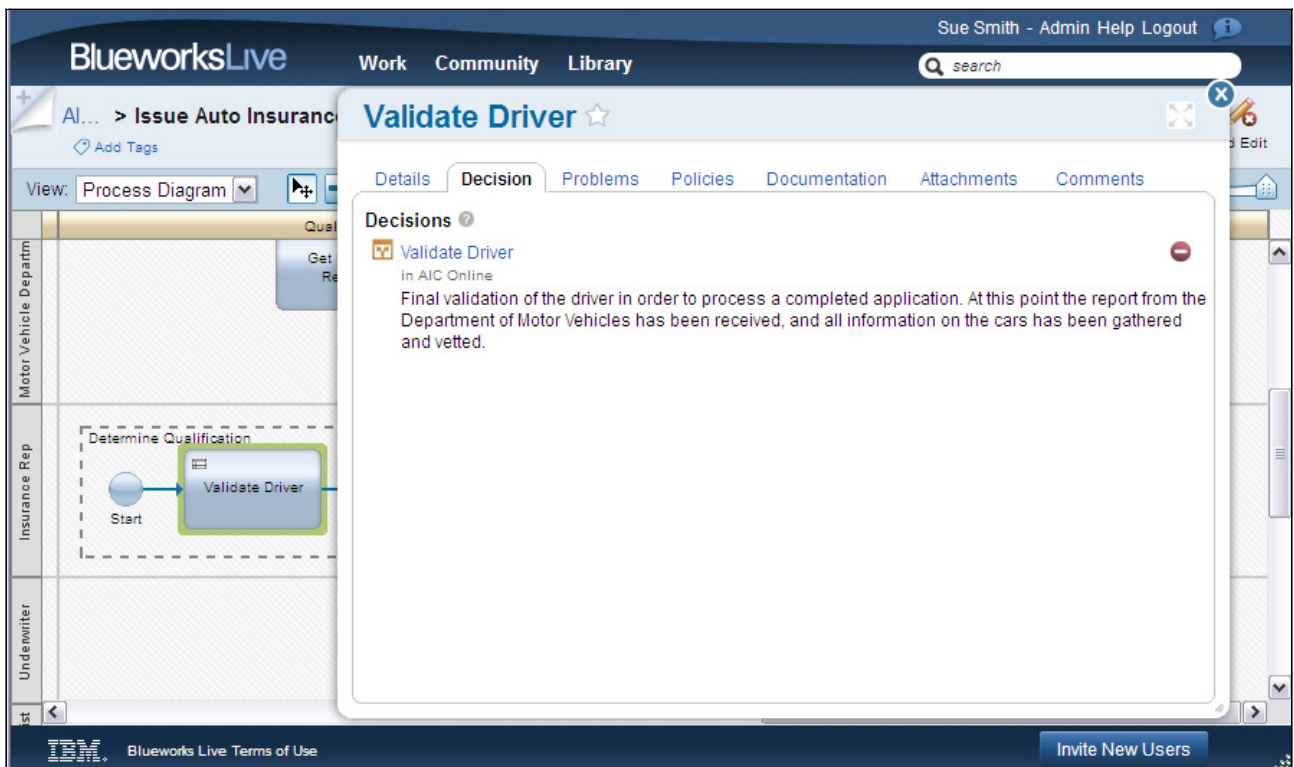 Sue Smith - Admin Help Logout
BlueworksLive
Work Community Library
search
AI... > Issue Auto Insuranc
Add Tags
d Edit
View: Process Diagram
Validate Driver
Details Decision Problems Policies Documentation Attachments Comments
Decisions
Validate Driver
in AIC Online
Final validation of the driver in order to process a completed application. At this point the report from the
Department of Motor Vehicles has been received, and all information on the cars has been gathered
and vetted.
Qual
Get
Re
Motor Vehicle Departm
Insurance Rep
Determine Qualification
Validate Driver
Start
Underwriter
ist
IBM. Blueworks Live Terms of Use
Invite New Users